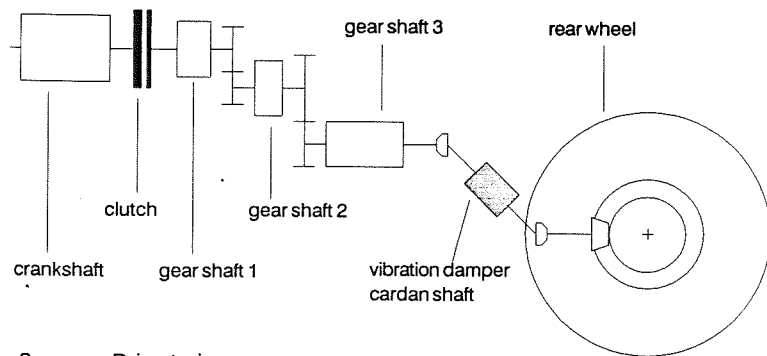 gear shaft 3
rear wheel
clutch
gear shaft 2
crankshaft
gear shaft 1
vibration damper
cardan shaft